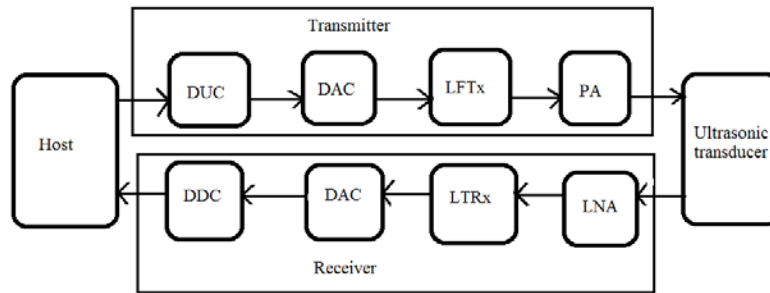 Transmitter
DUC
DAC
LFTx
PA
Host
Ultrasonic
transducer
DDC
DAC
LTRx
LNA
Receiver